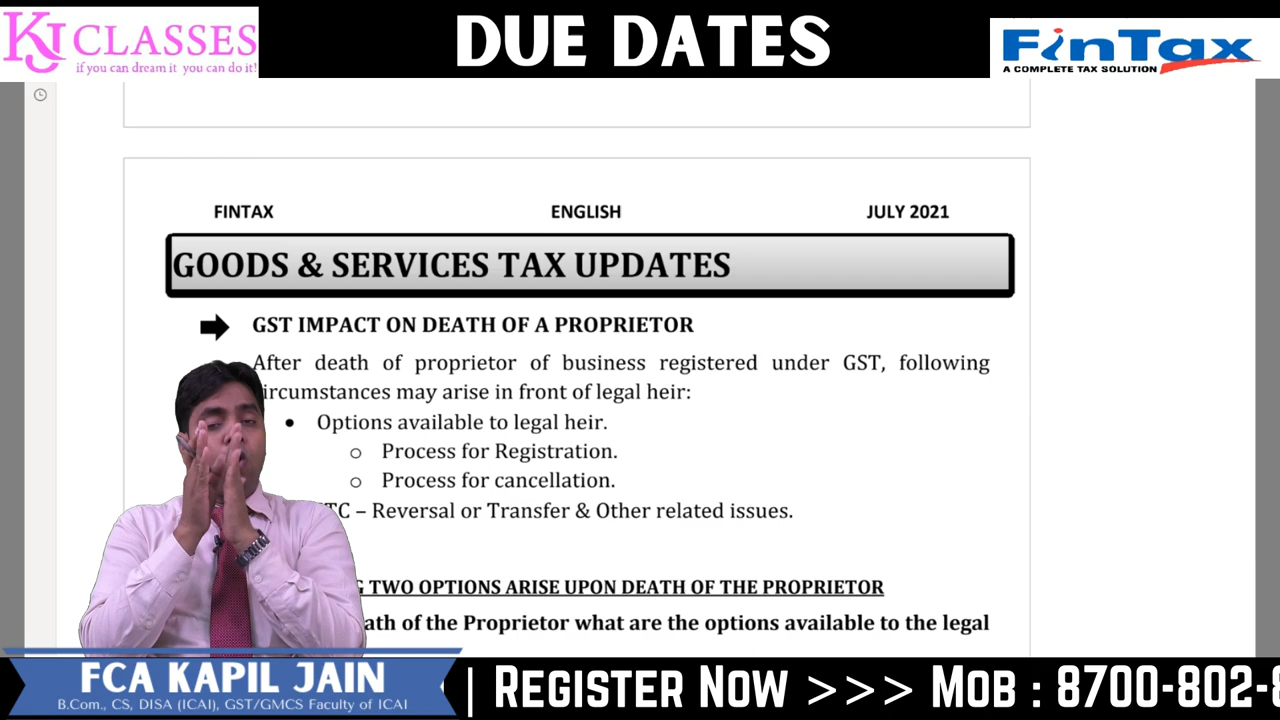 KJ CLASSES
if you can dream it you can do it!
DUE DATES
FinTax
A COMPLETE TAX SOLUTION
FINTAX ENGLISH JULY 2021
GOODS & SERVICES TAX UPDATES
GST IMPACT ON DEATH OF A PROPRIETOR
After death of proprietor of business registered under GST, following
circumstances may arise in front of legal heir:
• Options available to legal heir.
o Process for Registration.
o Process for cancellation.
– Reversal or Transfer & Other related issues.
TWO OPTIONS ARISE UPON DEATH OF THE PROPRIETOR
of the Proprietor what are the options available to the legal
FCA KAPIL JAIN
B.Com., CS, DISA (ICAI), GST/GMCS Faculty of ICAI
| REGISTER NOW >>> MOB : 8700-802-